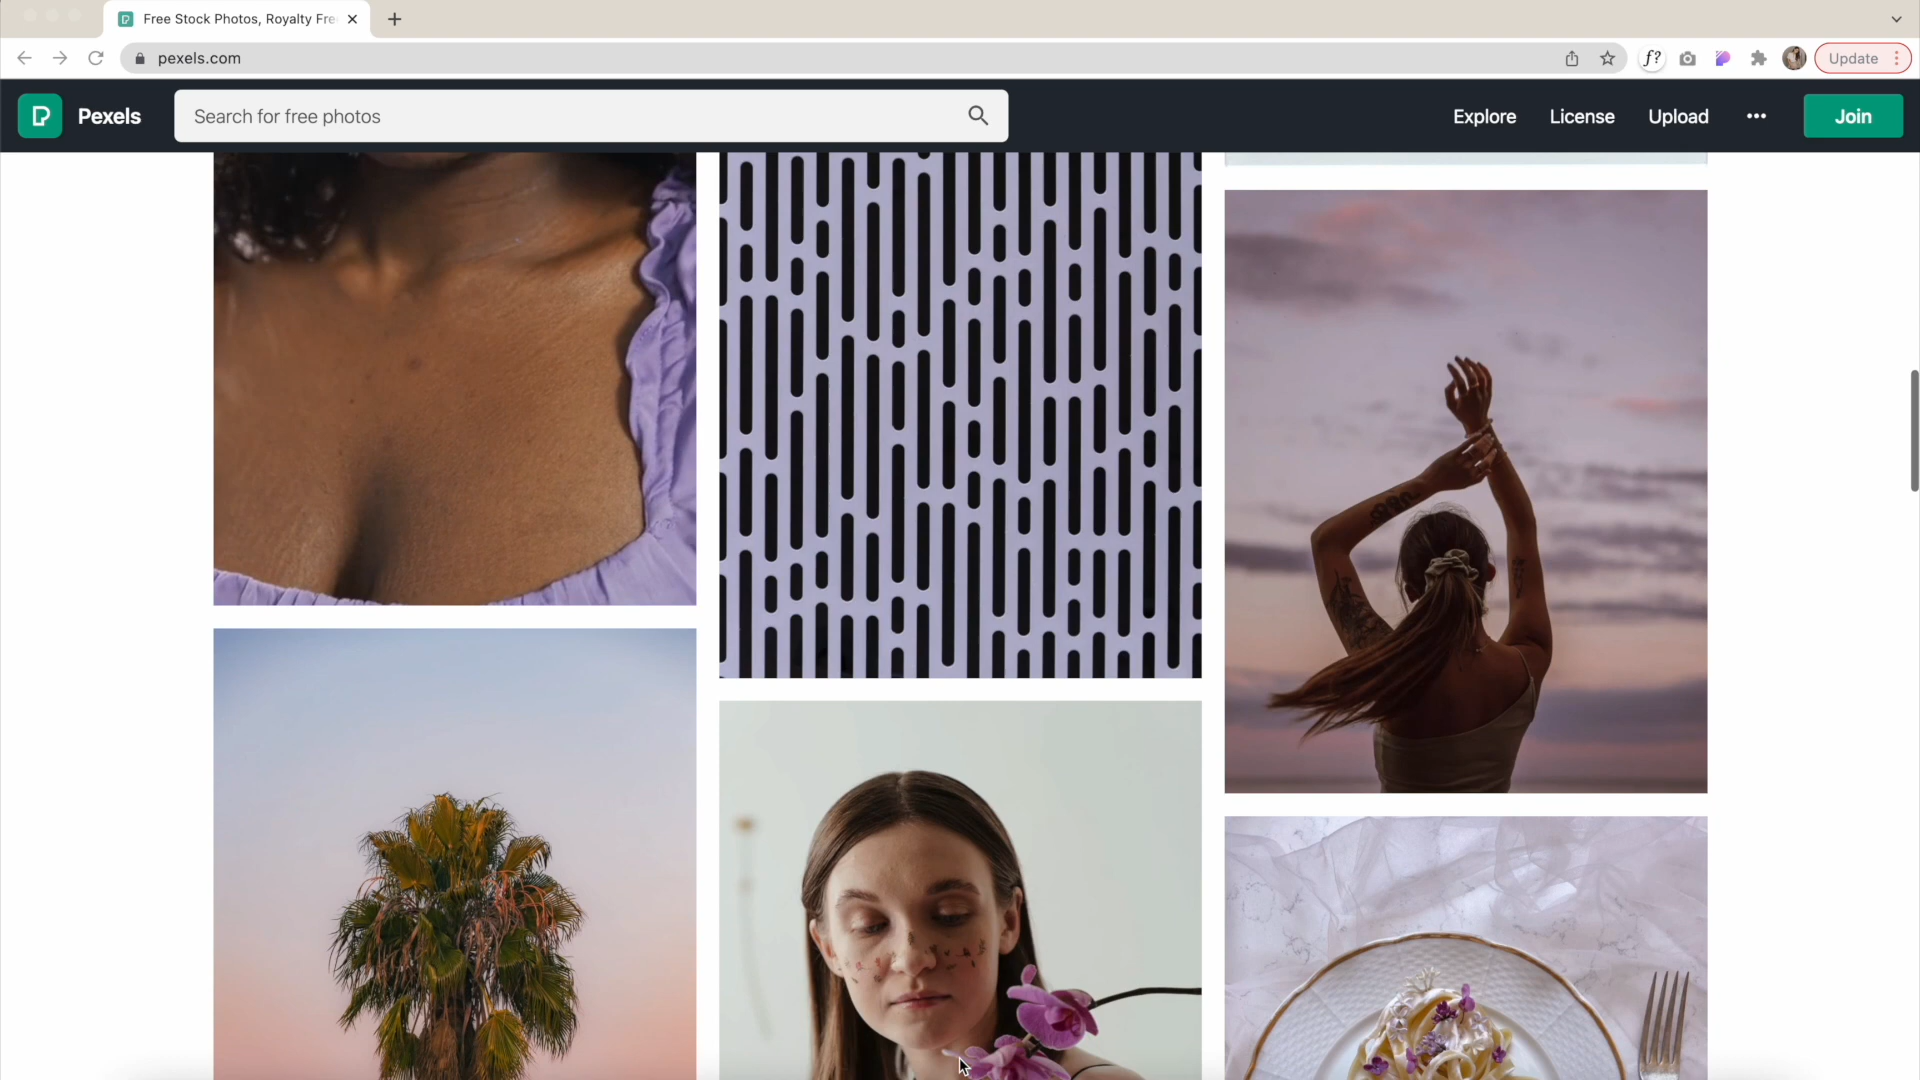 Free Stock Photos, Royalty Fre
pexels.com
f?
Update
Pexels
Search for free photos
Explore
License
Upload
Join